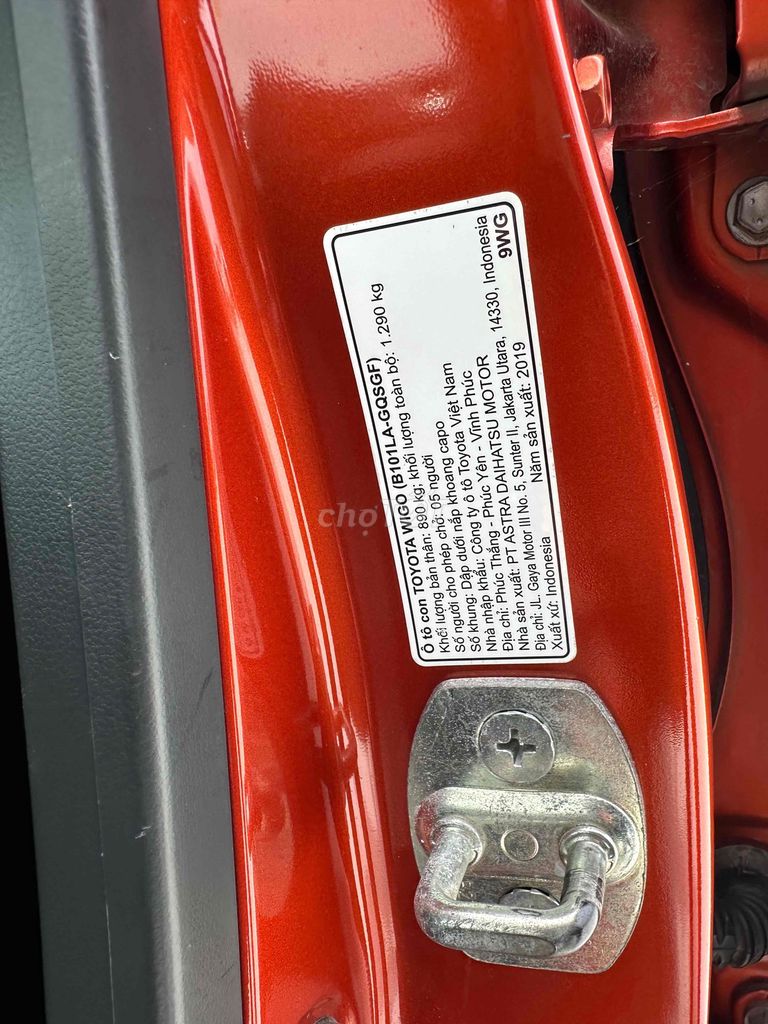 Ô tô con TOYOTA WIGO (B101LA-GQSGF)
Khối lượng bản thân: 890 kg; khối lượng toàn bộ: 1.290 kg
Số người cho phép chở: 05 người
Số khung: Dập dưới nắp khoang capo
Nhà nhập khẩu: Công ty ô tô Toyota Việt Nam
Địa chỉ: Phúc Thắng - Phúc Yên - Vĩnh Phúc
Nhà sản xuất: PT ASTRA DAIHATSU MOTOR
Địa chỉ: JL. Gaya Motor III No. 5, Sunter II, Jakarta Utara, 14330, Indonesia
Xuất xứ: Indonesia Năm sản xuất: 2019 9WG